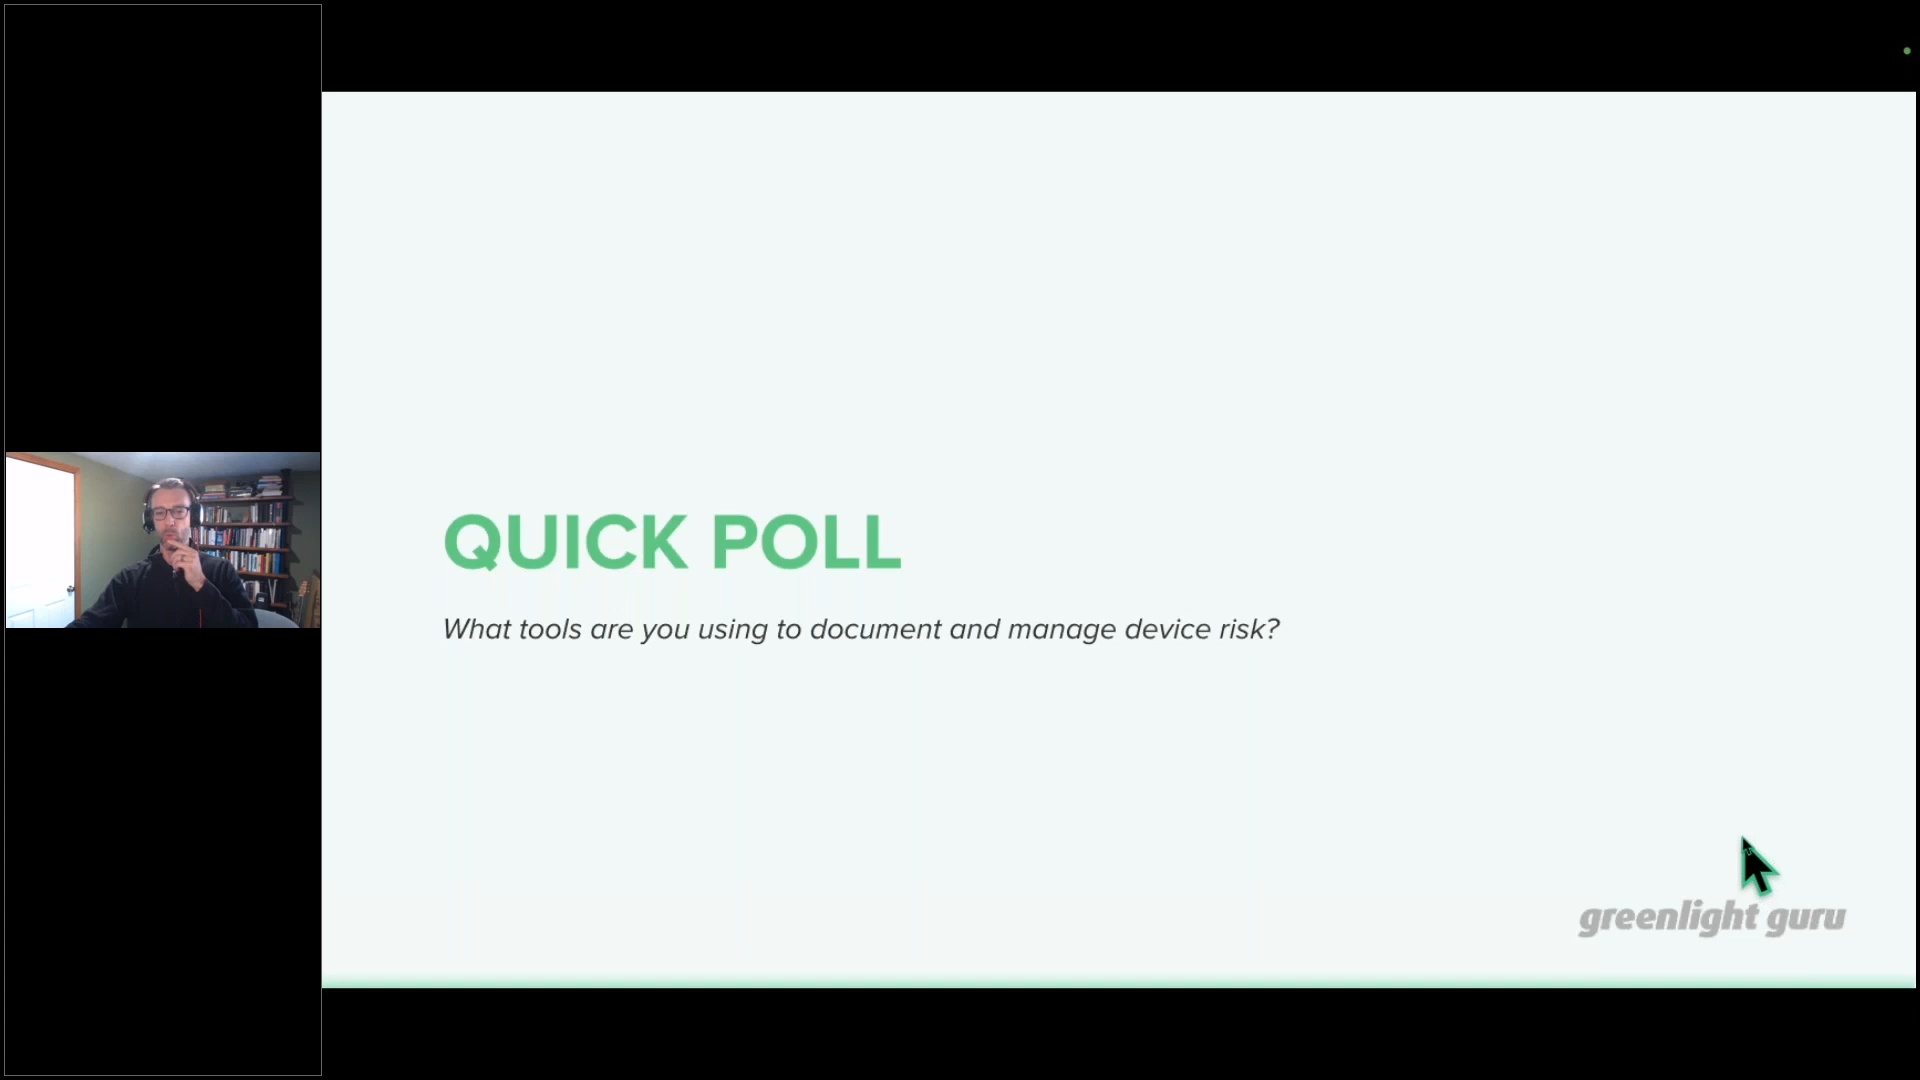 QUICK POLL
What tools are you using to document and manage device risk?
greenlight guru